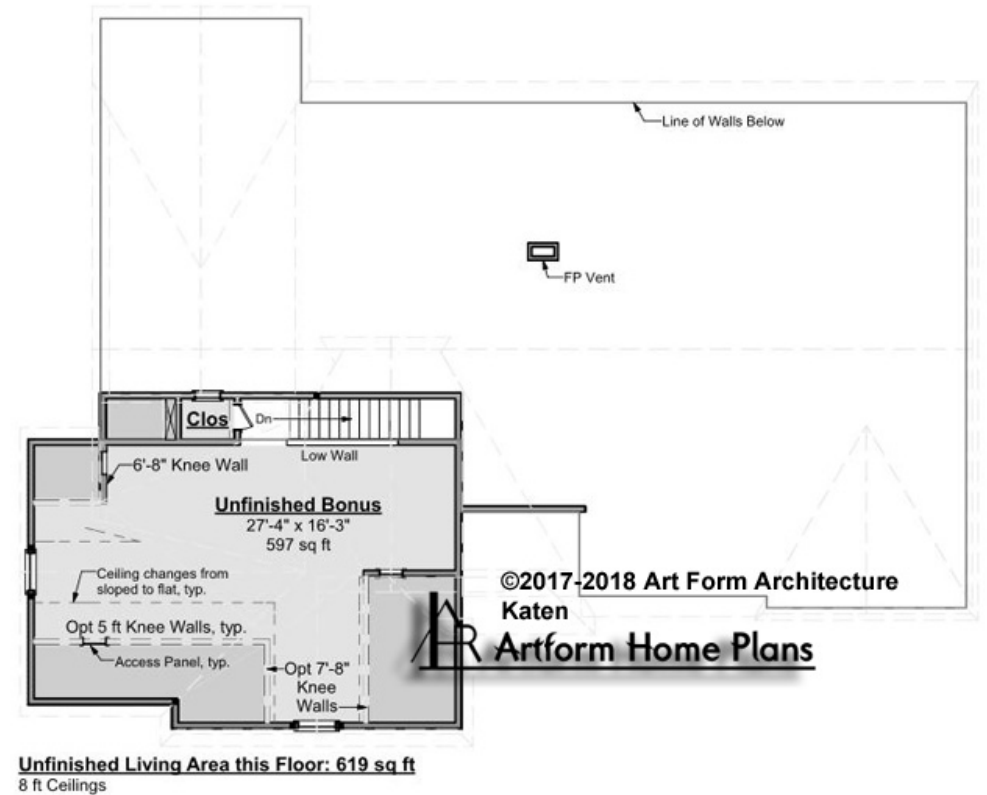 Line of Walls Below
FP Vent
Clos
Dn
Low Wall
6'-8" Knee Wall
Unfinished Bonus
27'-4" x 16'-3"
597 sq ft
Ceiling changes from
sloped to flat, typ.
Opt 5 ft Knee Walls, typ.
Access Panel, typ.
Opt 7'-8"
Knee
Walls
©2017-2018 Art Form Architecture
Katen
AFR Artform Home Plans
Unfinished Living Area this Floor: 619 sq ft
8 ft Ceilings